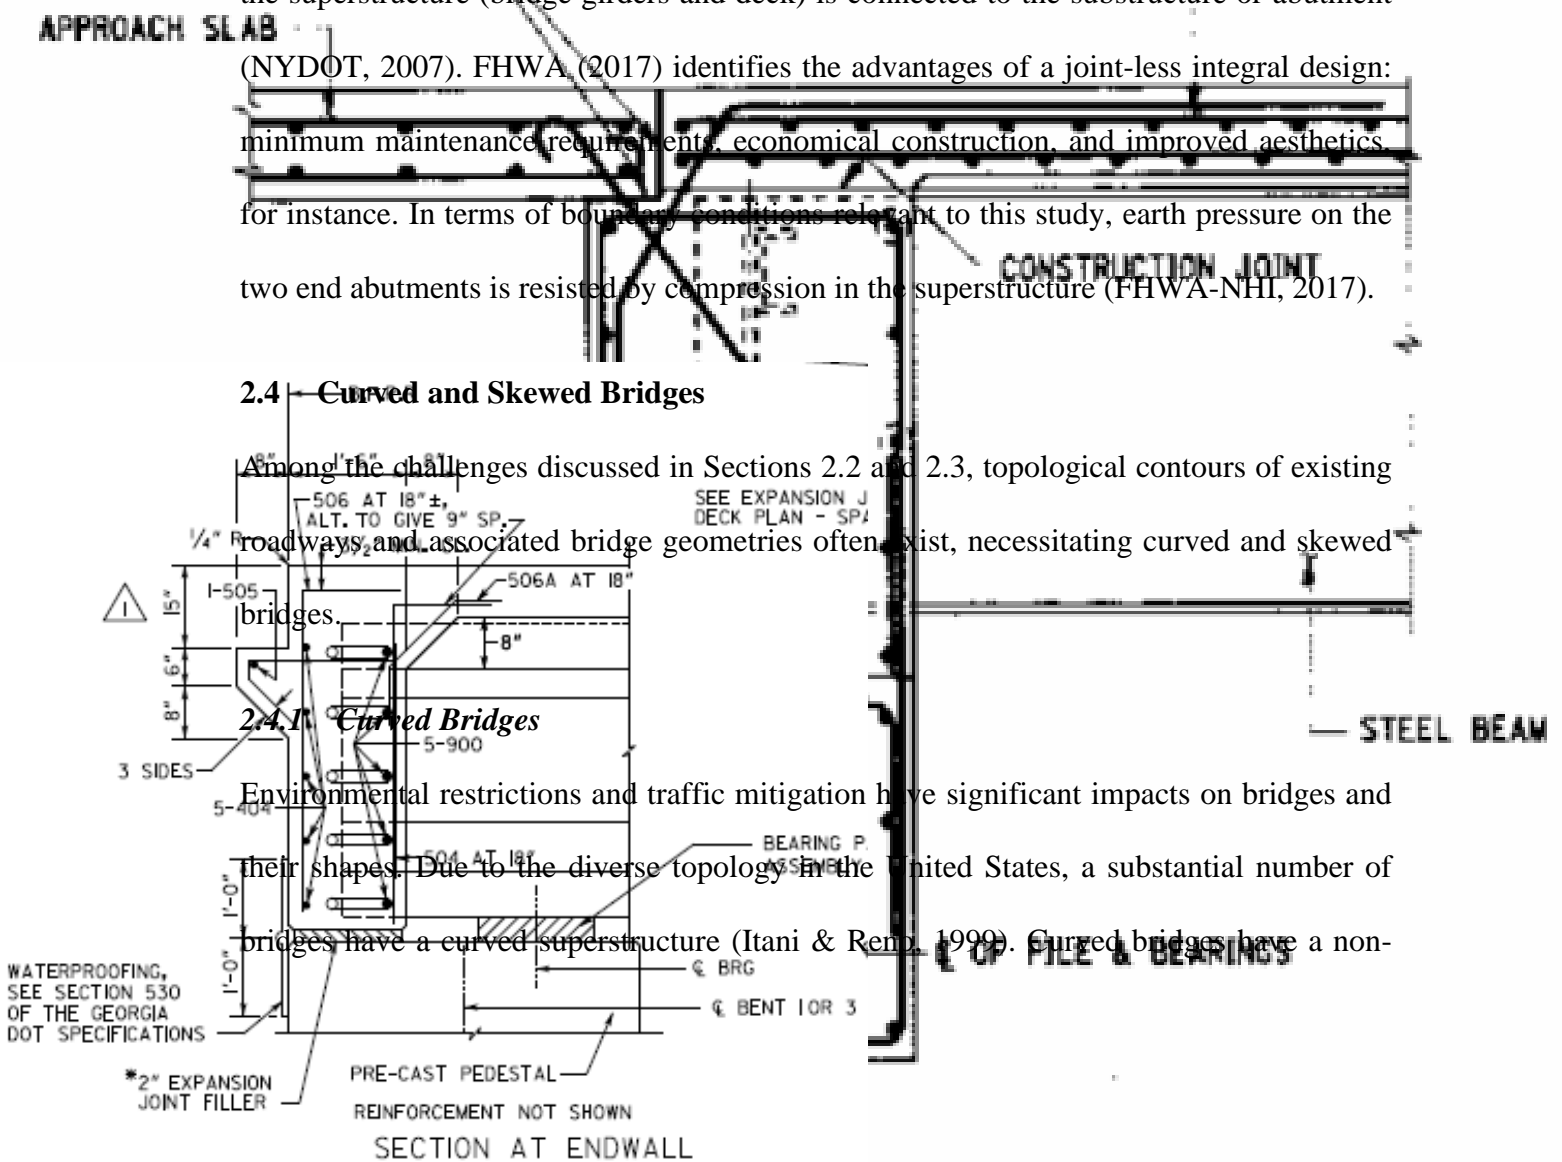 the superstructure (bridge girders and deck) is connected to the substructure or abutment
APPROACH SLAB
(NYDOT, 2007). FHWA (2017) identifies the advantages of a joint-less integral design:
minimum maintenance requirements, economical construction, and improved aesthetics,
for instance. In terms of boundary conditions relevant to this study, earth pressure on the
CONSTRUCTION JOINT
two end abutments is resisted by compression in the superstructure (FHWA-NHI, 2017).
2.4 Curved and Skewed Bridges
Among the challenges discussed in Sections 2.2 and 2.3, topological contours of existing
8" 1'-6" 8"
506 AT 18"±,
ALT. TO GIVE 9" SP.
SEE EXPANSION J
DECK PLAN - SPA
1/4" R
roadways and associated bridge geometries often exist, necessitating curved and skewed
506A AT 18"
1-505
1
15"
bridges.
8"
6"
8"
2.4.1 Curved Bridges
STEEL BEAM
5-900
3 SIDES
5-404
Environmental restrictions and traffic mitigation have significant impacts on bridges and
BEARING P
ASSEMBLY
504 AT 18"
their shapes. Due to the diverse topology in the United States, a substantial number of
1'-0"
bridges have a curved superstructure (Itani & Reno, 1999). Curved bridges have a non-
℄ OF PILE & BEARINGS
1'-0"
℄ BRG
℄ BENT 1 OR 3
WATERPROOFING,
SEE SECTION 530
OF THE GEORGIA
DOT SPECIFICATIONS
*2" EXPANSION
JOINT FILLER
PRE-CAST PEDESTAL
REINFORCEMENT NOT SHOWN
SECTION AT ENDWALL